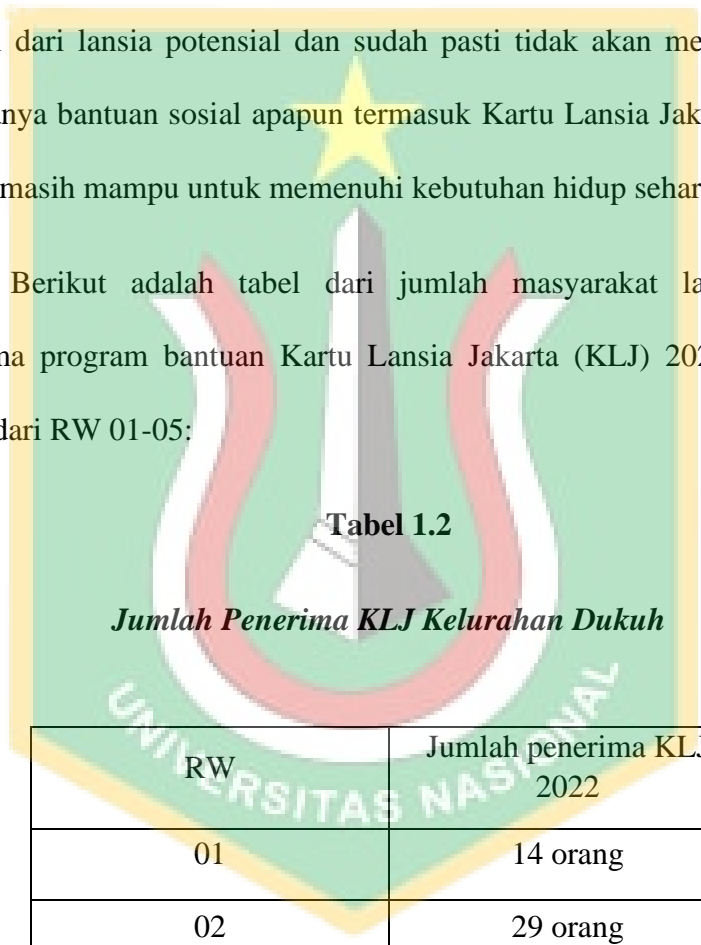 dari lansia potensial dan sudah pasti tidak akan me
nya bantuan sosial apapun termasuk Kartu Lansia Jak
masih mampu untuk memenuhi kebutuhan hidup sehar
Berikut adalah tabel dari jumlah masyarakat la
na program bantuan Kartu Lansia Jakarta (KLJ) 202
dari RW 01-05:
Tabel 1.2
Jumlah Penerima KLJ Kelurahan Dukuh
RW Jumlah penerima KLJ
2022
01 14 orang
02 29 orang
UNIVERSITAS NASIONAL